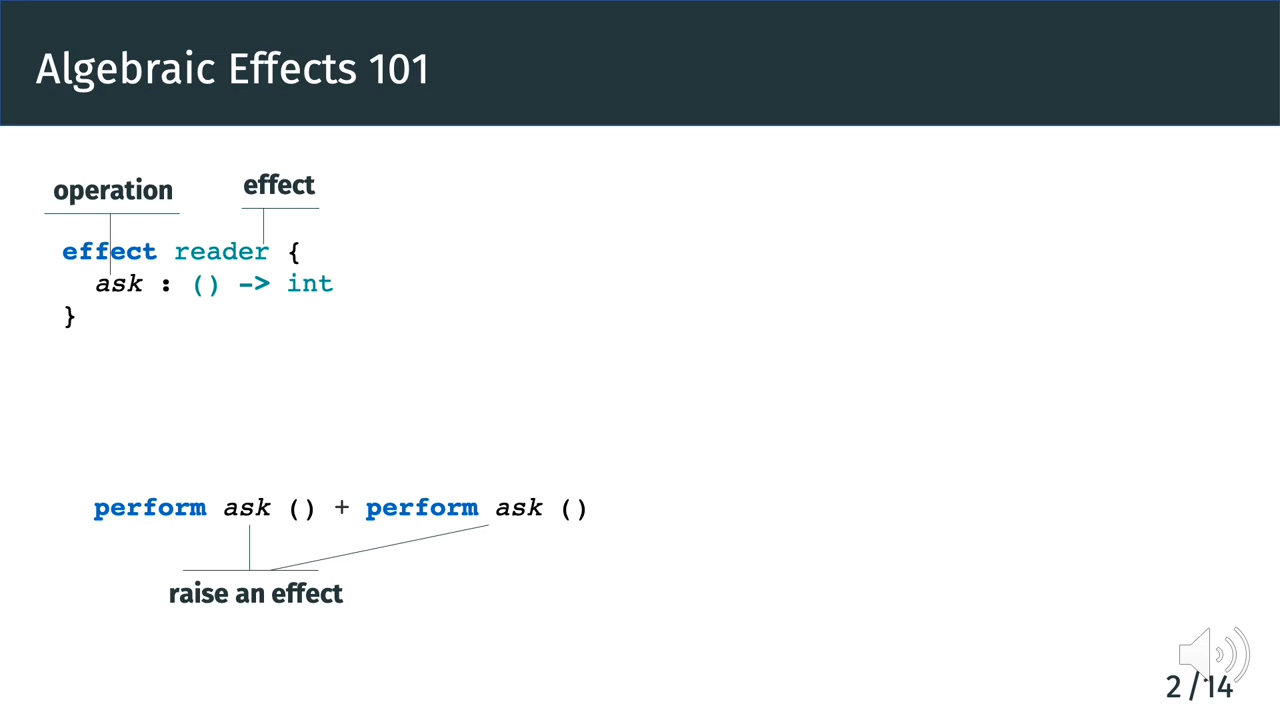 Algebraic Effects 101
operation
effect
effect reader {
ask : () -> int
}
perform ask () + perform ask ()
raise an effect
2 / 14